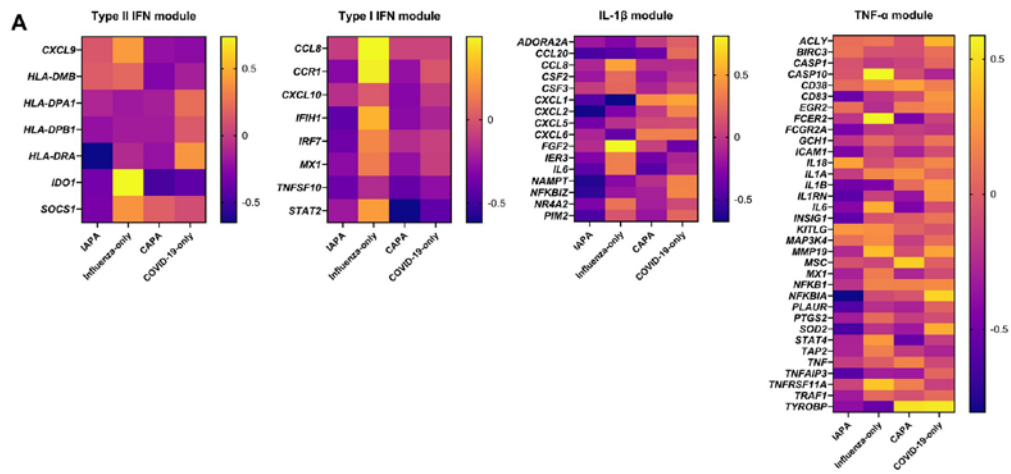 A
Type II IFN module
CXCL9
HLA-DMB
HLA-DPA1
HLA-DPB1
HLA-DRA
IDO1
SOCS1
IAPA
Influenza-only
CAPA
COVID-19-only
0.5
0
-0.5
Type I IFN module
CCL8
CCR1
CXCL10
IFIH1
IRF7
MX1
TNFSF10
STAT2
IAPA
Influenza-only
CAPA
COVID-19-only
0.5
0
-0.5
IL-1β module
ADORA2A
CCL20
CCL8
CSF2
CSF3
CXCL1
CXCL2
CXCL5
CXCL6
FGF2
IER3
IL6
NAMPT
NFKBIZ
NR4A2
PIM2
IAPA
Influenza-only
CAPA
COVID-19-only
0.5
0
-0.5
TNF-α module
ACLY
BIRC3
CASP1
CASP10
CD38
CD83
EGR2
FCER2
FCGR2A
GCH1
ICAM1
IL18
IL1A
IL1B
IL1RN
IL6
INSIG1
KITLG
MAP3K4
MMP19
MSC
MX1
NFKB1
NFKBIA
PLAUR
PTGS2
SOD2
STAT4
TAP2
TNF
TNFAIP3
TNFRSF11A
TRAF1
TYROBP
IAPA
Influenza-only
CAPA
COVID-19-only
0.5
0
-0.5